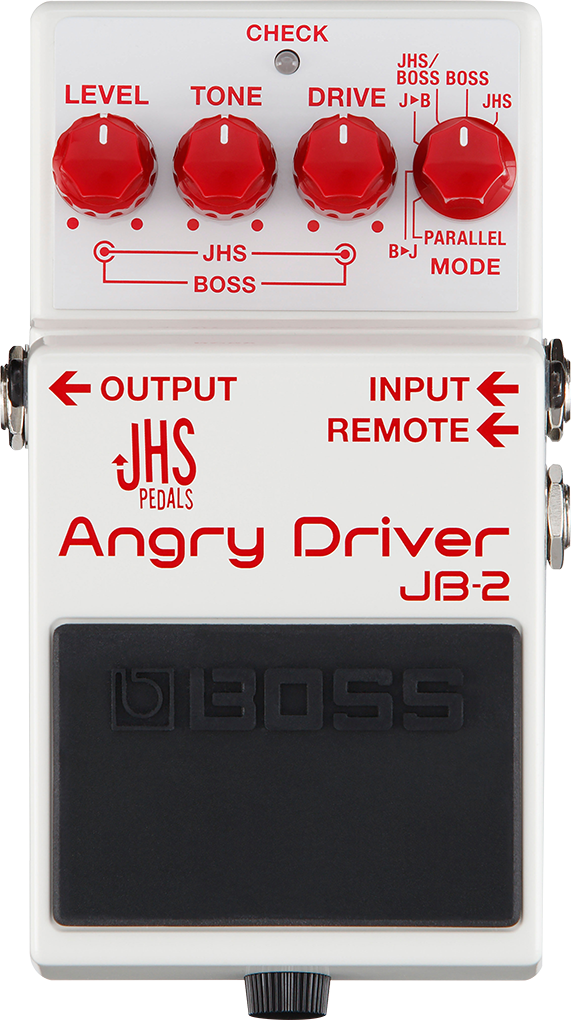 CHECK
LEVEL TONE DRIVE
JHS/
BOSS BOSS
J▶B JHS
B▶J PARALLEL
MODE
JHS
BOSS
← OUTPUT INPUT ←
REMOTE ←
JHS
PEDALS
Angry Driver
JB-2
BOSS